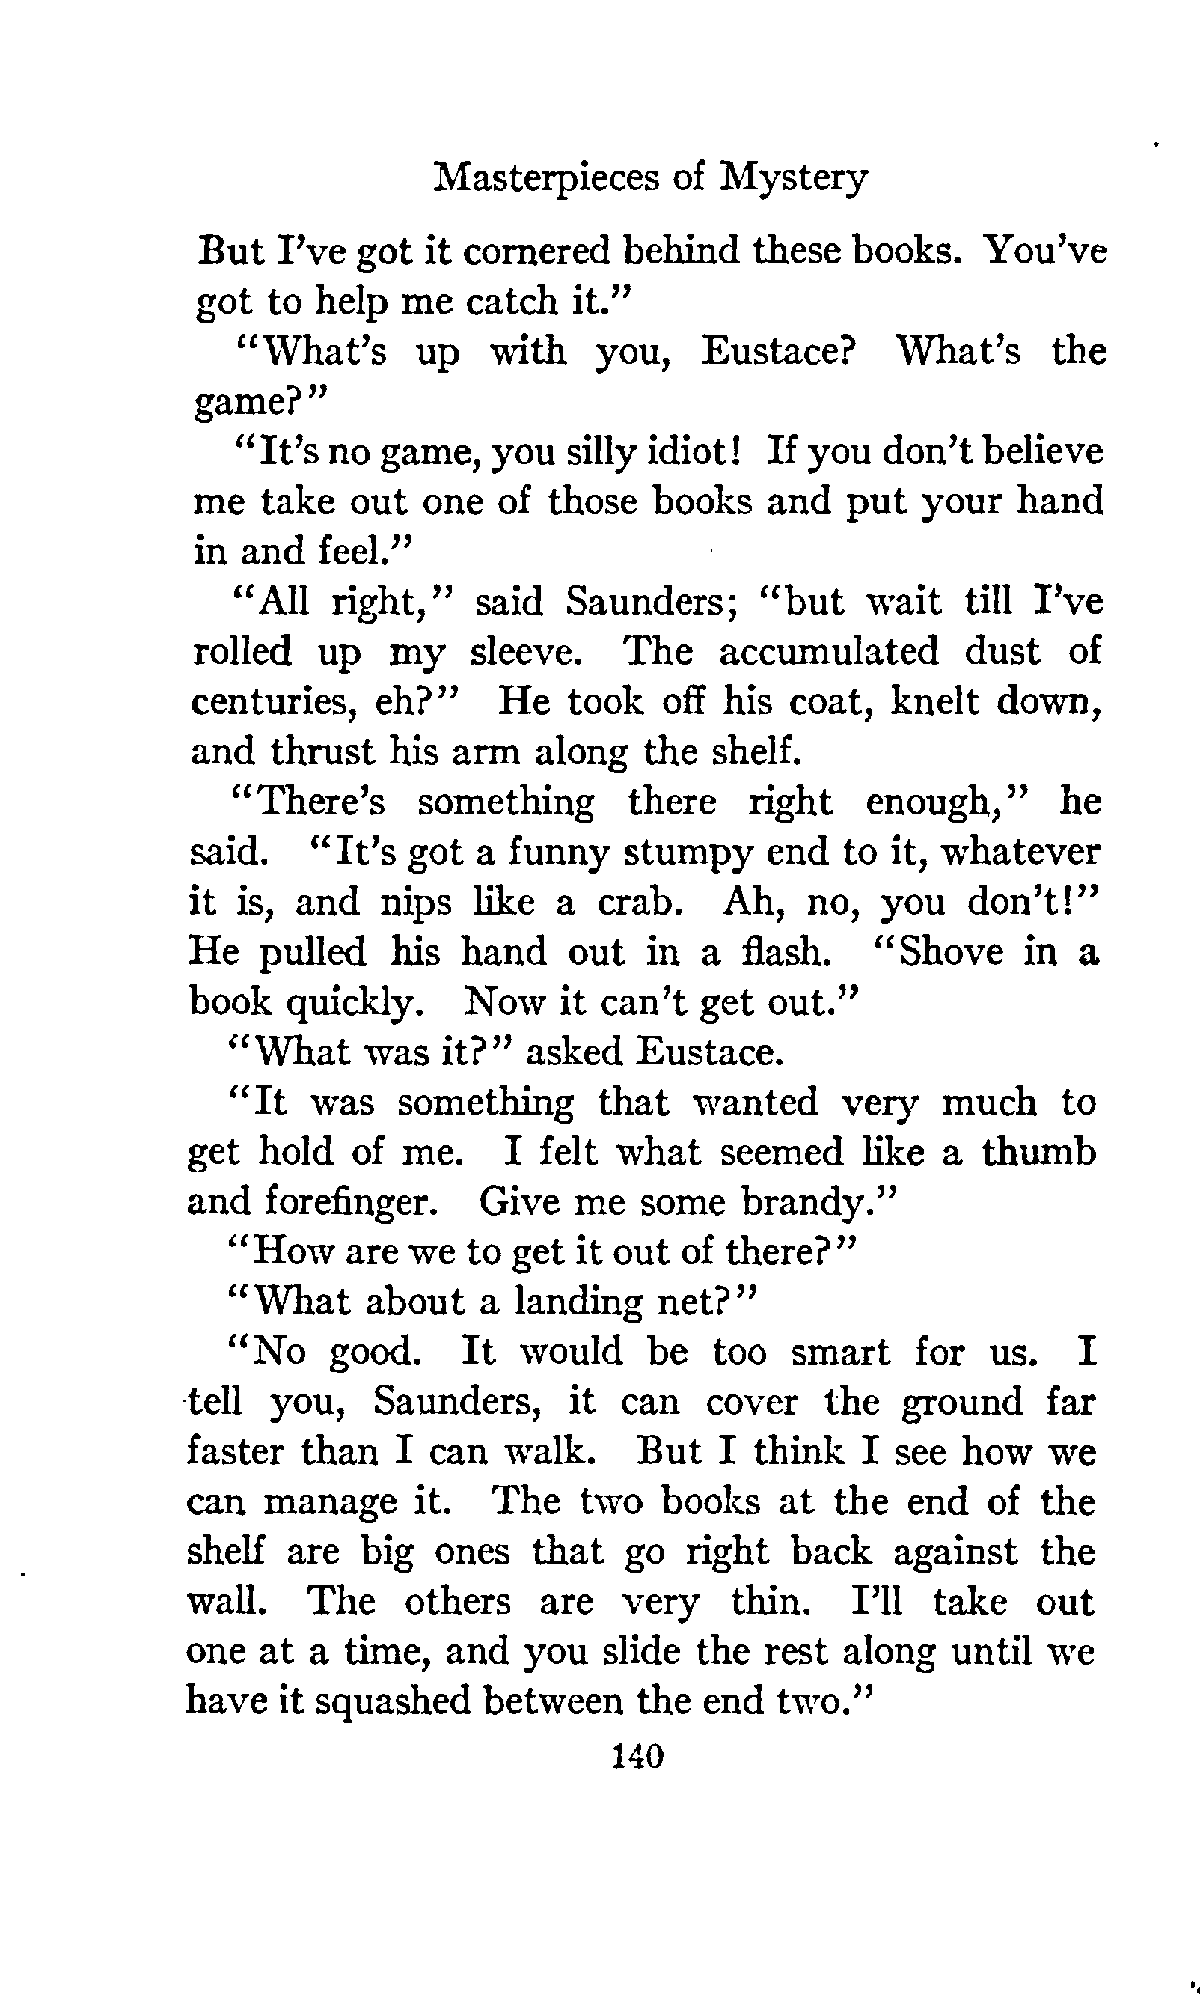 Masterpieces of Mystery
But I've got it cornered behind these books. You've
got to help me catch it."
"What's up with you, Eustace? What's the
game?"
"It's no game, you silly idiot! If you don't believe
me take out one of those books and put your hand
in and feel."
"All right," said Saunders; "but wait till I've
rolled up my sleeve. The accumulated dust of
centuries, eh?" He took off his coat, knelt down,
and thrust his arm along the shelf.
"There's something there right enough," he
said. "It's got a funny stumpy end to it, whatever
it is, and nips like a crab. Ah, no, you don't!"
He pulled his hand out in a flash. "Shove in a
book quickly. Now it can't get out."
"What was it?" asked Eustace.
"It was something that wanted very much to
get hold of me. I felt what seemed like a thumb
and forefinger. Give me some brandy."
"How are we to get it out of there?"
"What about a landing net?"
"No good. It would be too smart for us. I
tell you, Saunders, it can cover the ground far
faster than I can walk. But I think I see how we
can manage it. The two books at the end of the
shelf are big ones that go right back against the
wall. The others are very thin. I'll take out
one at a time, and you slide the rest along until we
have it squashed between the end two."
140